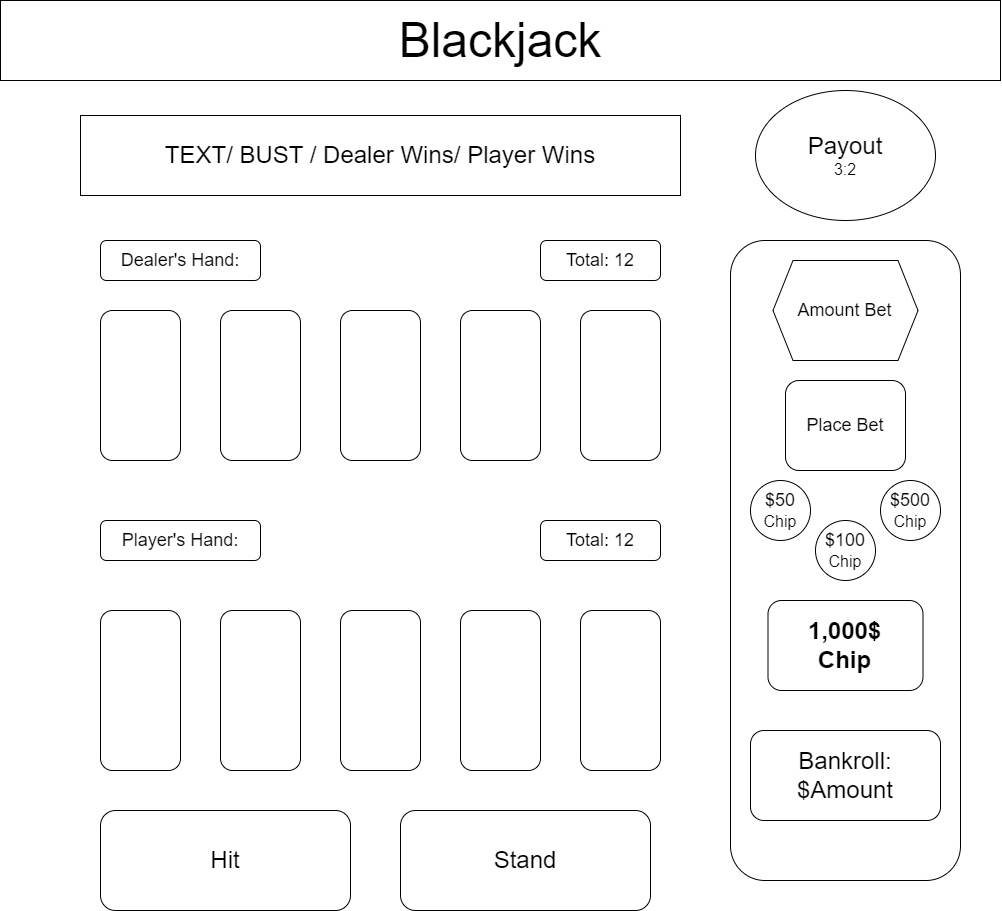 Blackjack
TEXT/ BUST / Dealer Wins/ Player Wins
Payout
3:2
Dealer's Hand:
Total: 12
Amount Bet
Place Bet
$50
Chip
$500
Chip
$100
Chip
Player's Hand:
Total: 12
1,000$
Chip
Bankroll:
$Amount
Hit
Stand